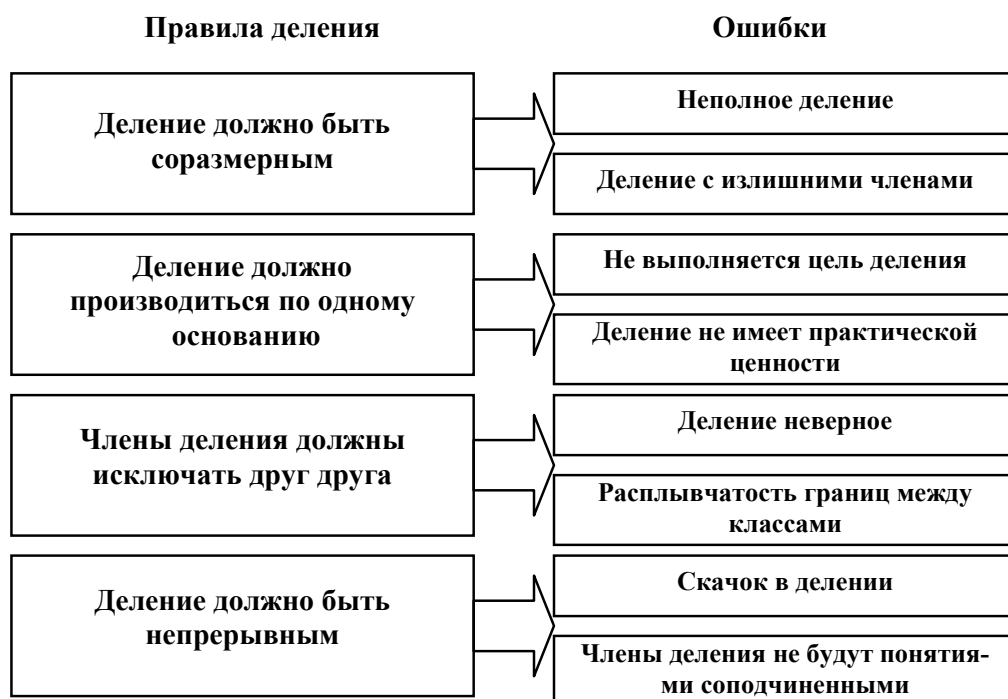 Правила деления
Ошибки
Деление должно быть
соразмерным
Неполное деление
Деление с излишними членами
Деление должно
производиться по одному
основанию
Не выполняется цель деления
Деление не имеет практической
ценности
Члены деления должны
исключать друг друга
Деление неверное
Расплывчатость границ между
классами
Деление должно быть
непрерывным
Скачок в делении
Члены деления не будут понятия-
ми соподчиненными